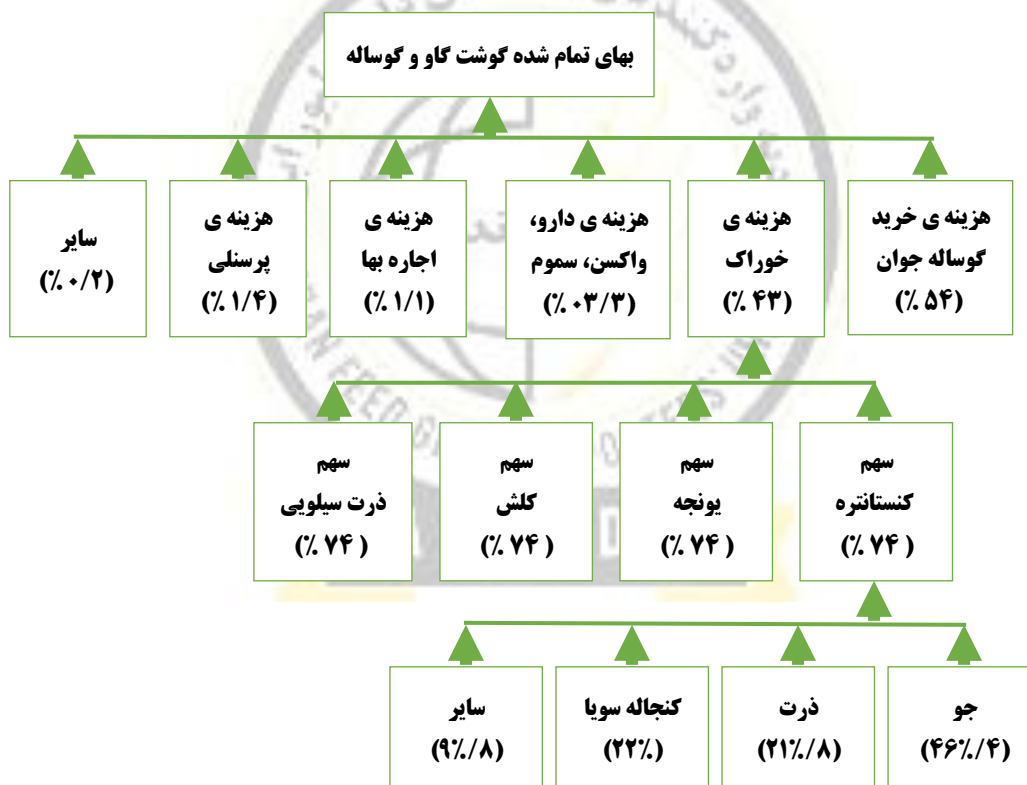 بهای تمام شده گوشت گاو و گوساله
هزینه ی خرید
گوساله جوان
(٪ ۵۴)
هزینه ی
خوراک
(٪ ۴۳)
هزینه ی دارو،
واکسن، سموم
(٪ ۰۳/۳)
هزینه ی
اجاره بها
(٪ ۱/۱)
هزینه ی
پرسنلی
(٪ ۱/۴)
سایر
(٪ ۰/۲)
سهم
کنستانتره
(٪ ۷۴ )
سهم
یونجه
(٪ ۷۴ )
سهم
کلش
(٪ ۷۴ )
سهم
ذرت سیلویی
(٪ ۷۴ )
جو
(۴۶٪/۴)
ذرت
(۲۱٪/۸)
کنجاله سویا
(۲۲٪)
سایر
(۹٪/۸)